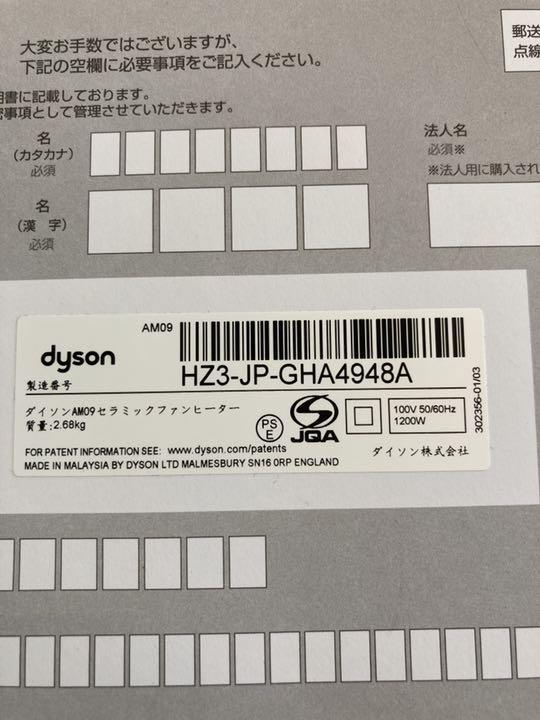 大変お手数ではございますが、
下記の空欄に必要事項をご記入ください。
郵送
点線
明書に記載しております。
密事項として管理させていただきます。
名
(カタカナ)
必須
法人名
必須※
※法人用に購入され
名
(漢 字)
必須
AM09
dyson
製造番号
HZ3-JP-GHA4948A
ダイソンAM09セラミックファンヒーター
質量:2.68kg
PS
E
JQA
100V 50/60Hz
1200W
302356-01/03
FOR PATENT INFORMATION SEE: www.dyson.com/patents
ダイソン株式会社
MADE IN MALAYSIA BY DYSON LTD MALMESBURY SN16 0RP ENGLAND